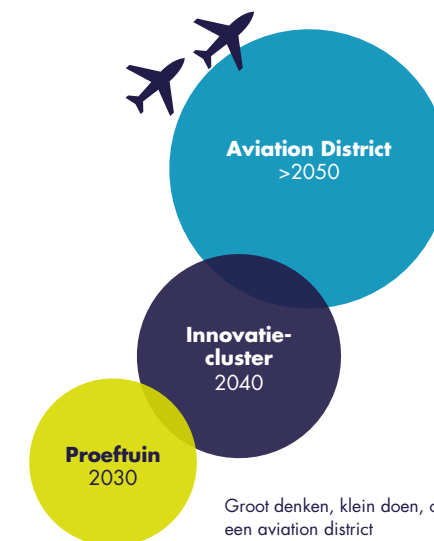 Aviation District
>2050
Innovatie-
cluster
2040
Proeftuin
2030
Groot denken, klein doen,
een aviation district